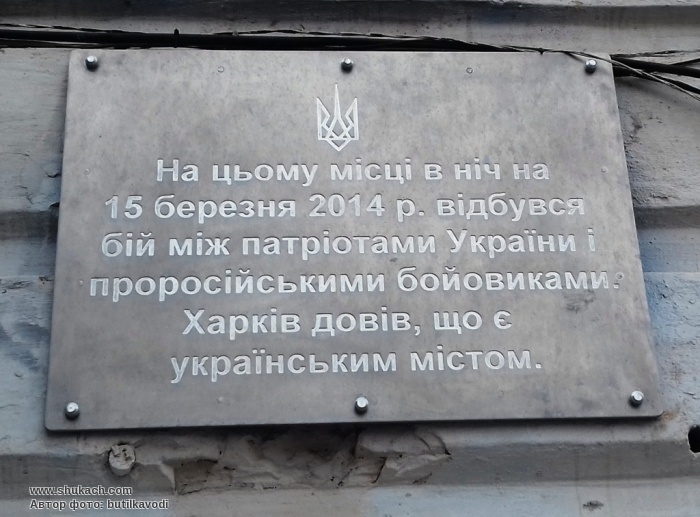 На цьому місці в ніч на
15 березня 2014 р. відбувся
бій між патріотами України і
проросійськими бойовиками.
Харків довів, що є
українським містом.
www.shukach.com
Автор фото: butilkavodi